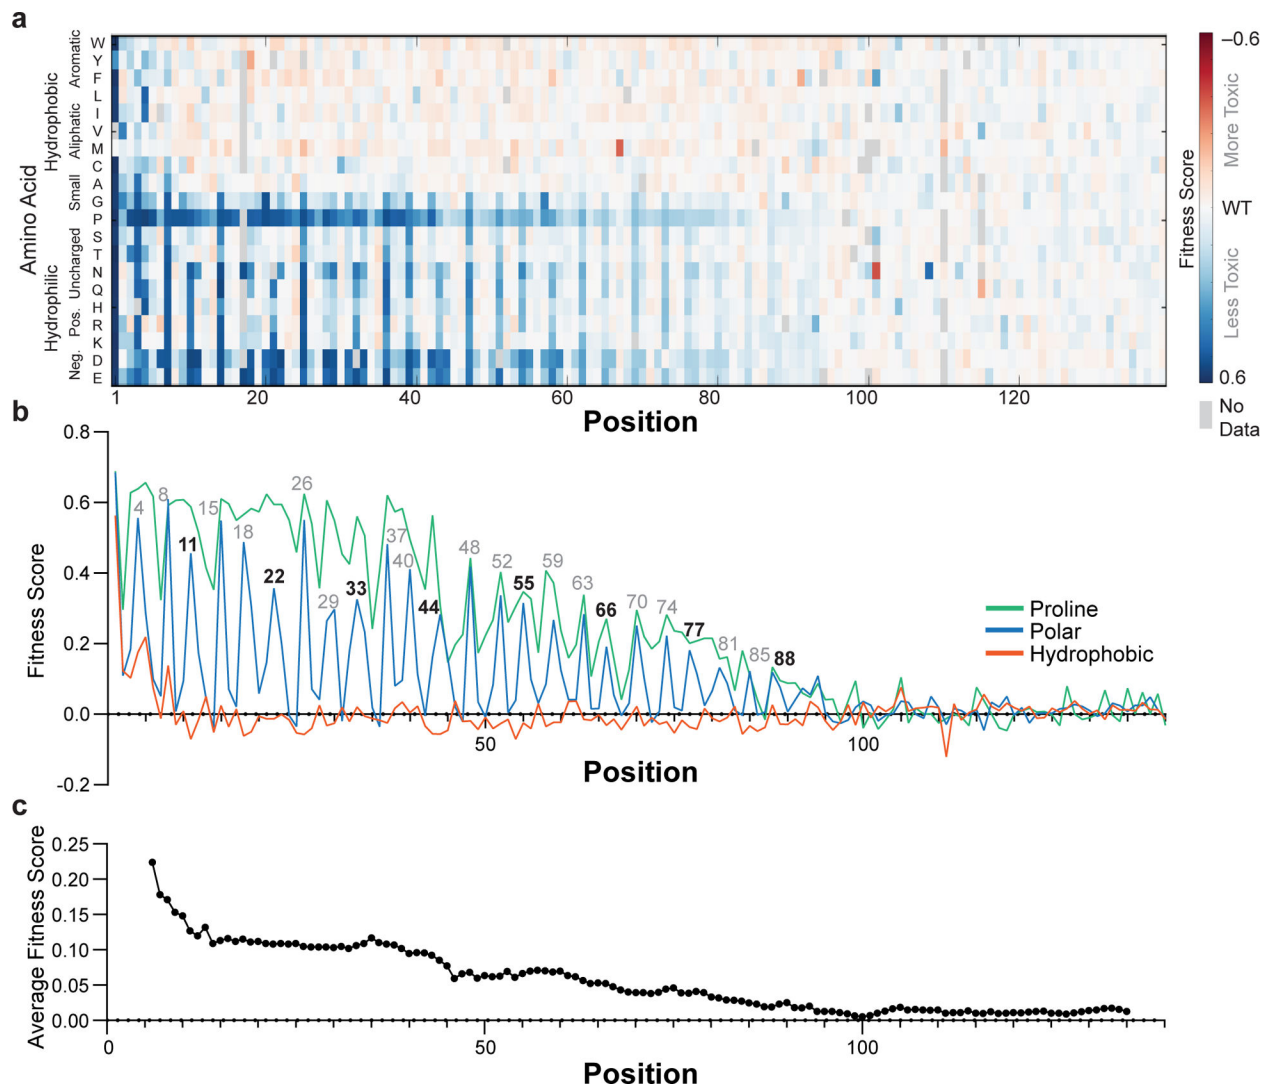 a
Amino Acid
Hydrophobic
Hydrophilic
Aromatic
Aliphatic
Small
Uncharged
Pos.
Neg.
W
Y
F
L
I
V
M
C
A
G
P
S
T
N
Q
H
R
K
D
E
1 20 40 60 80 100 120
Position
–0.6
WT
0.6
More Toxic
Less Toxic
Fitness Score
No
Data
b
Fitness Score
0.8
0.6
0.4
0.2
0.0
-0.2
4 8 11 15 18 22 26 29 33 37 40 44 48 52 55 59 63 66 70 74 77 81 85 88
Proline
Polar
Hydrophobic
50 100
Position
c
Average Fitness Score
0.25
0.20
0.15
0.10
0.05
0.00
0 50 100
Position